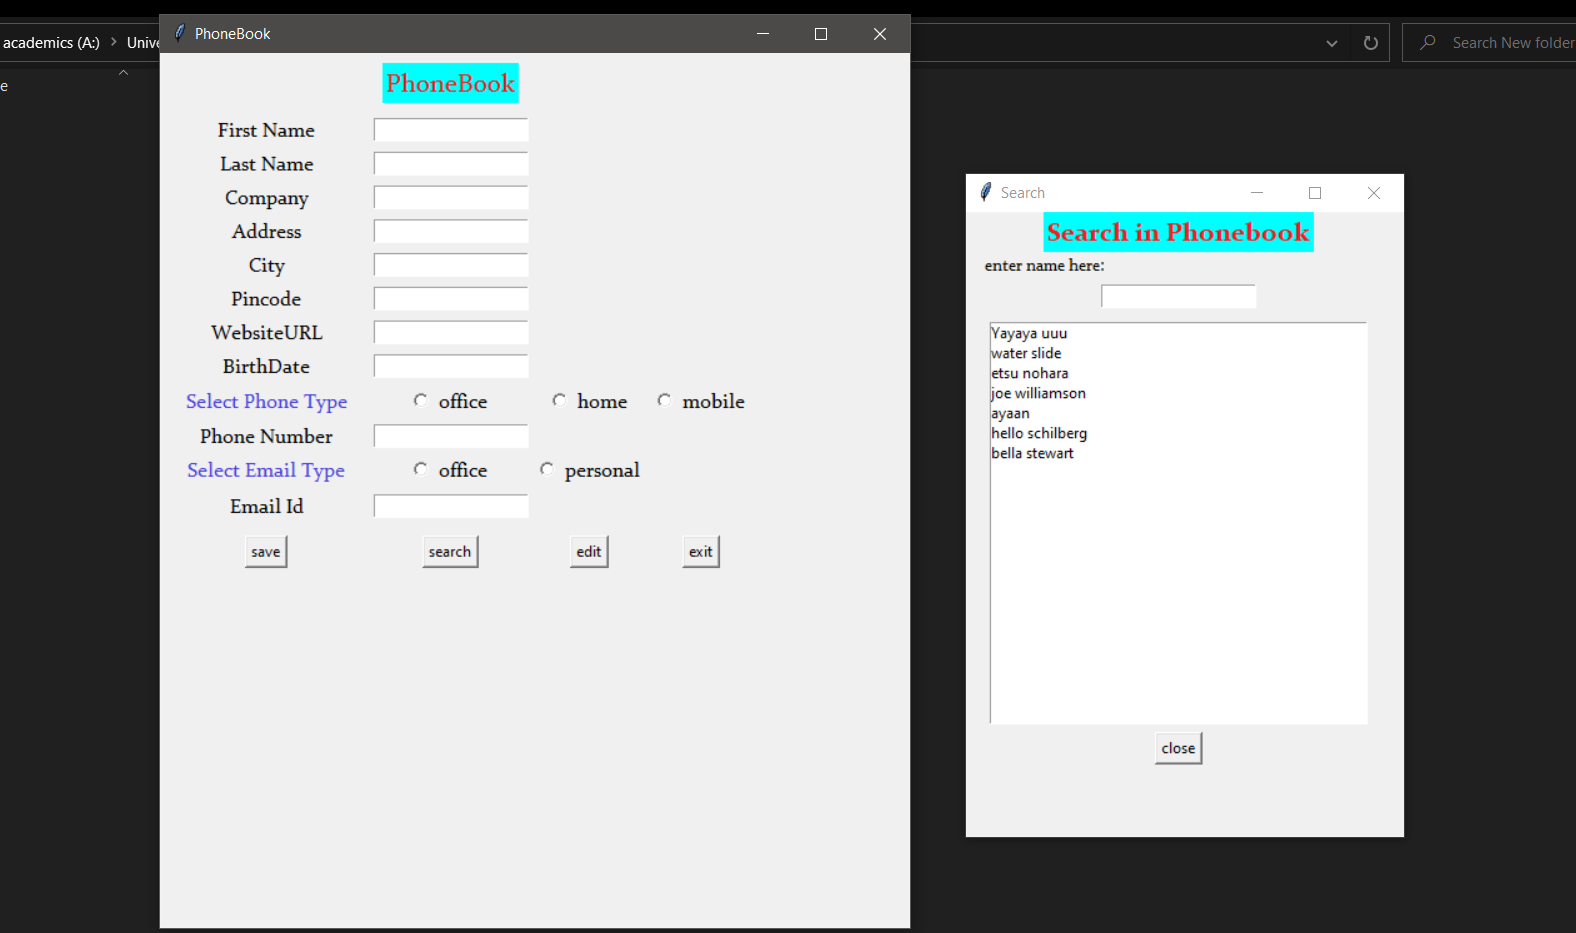 academics (A:) > Unive
Search New folder
e
PhoneBook
PhoneBook
First Name
Last Name
Company
Address
City
Pincode
WebsiteURL
BirthDate
Select Phone Type office home mobile
Phone Number
Select Email Type office personal
Email Id
save search edit exit
Search
Search in Phonebook
enter name here:
Yayaya uuu
water slide
etsu nohara
joe williamson
ayaan
hello schilberg
bella stewart
close